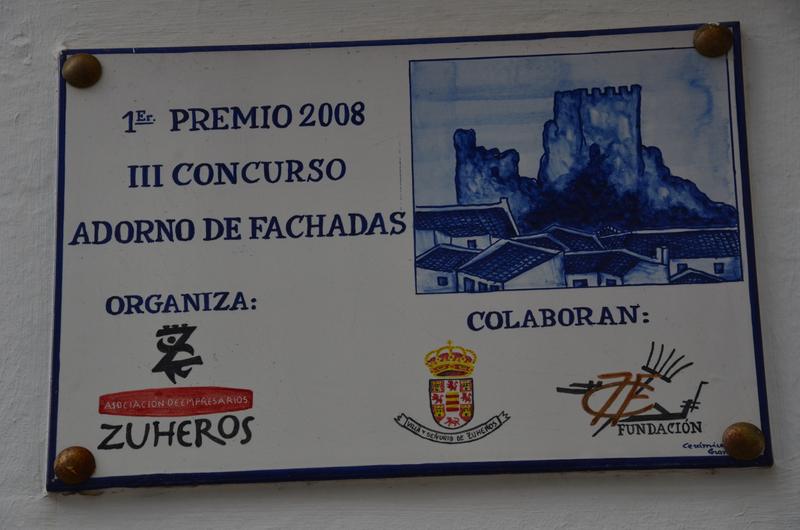 1Er. PREMIO 2008
III CONCURSO
ADORNO DE FACHADAS
ORGANIZA:
ASOCIACIÓN DE EMPRESARIOS
ZUHEROS
COLABORAN:
VILLA Y SEÑORIO DE ZUHEROS
FUNDACIÓN